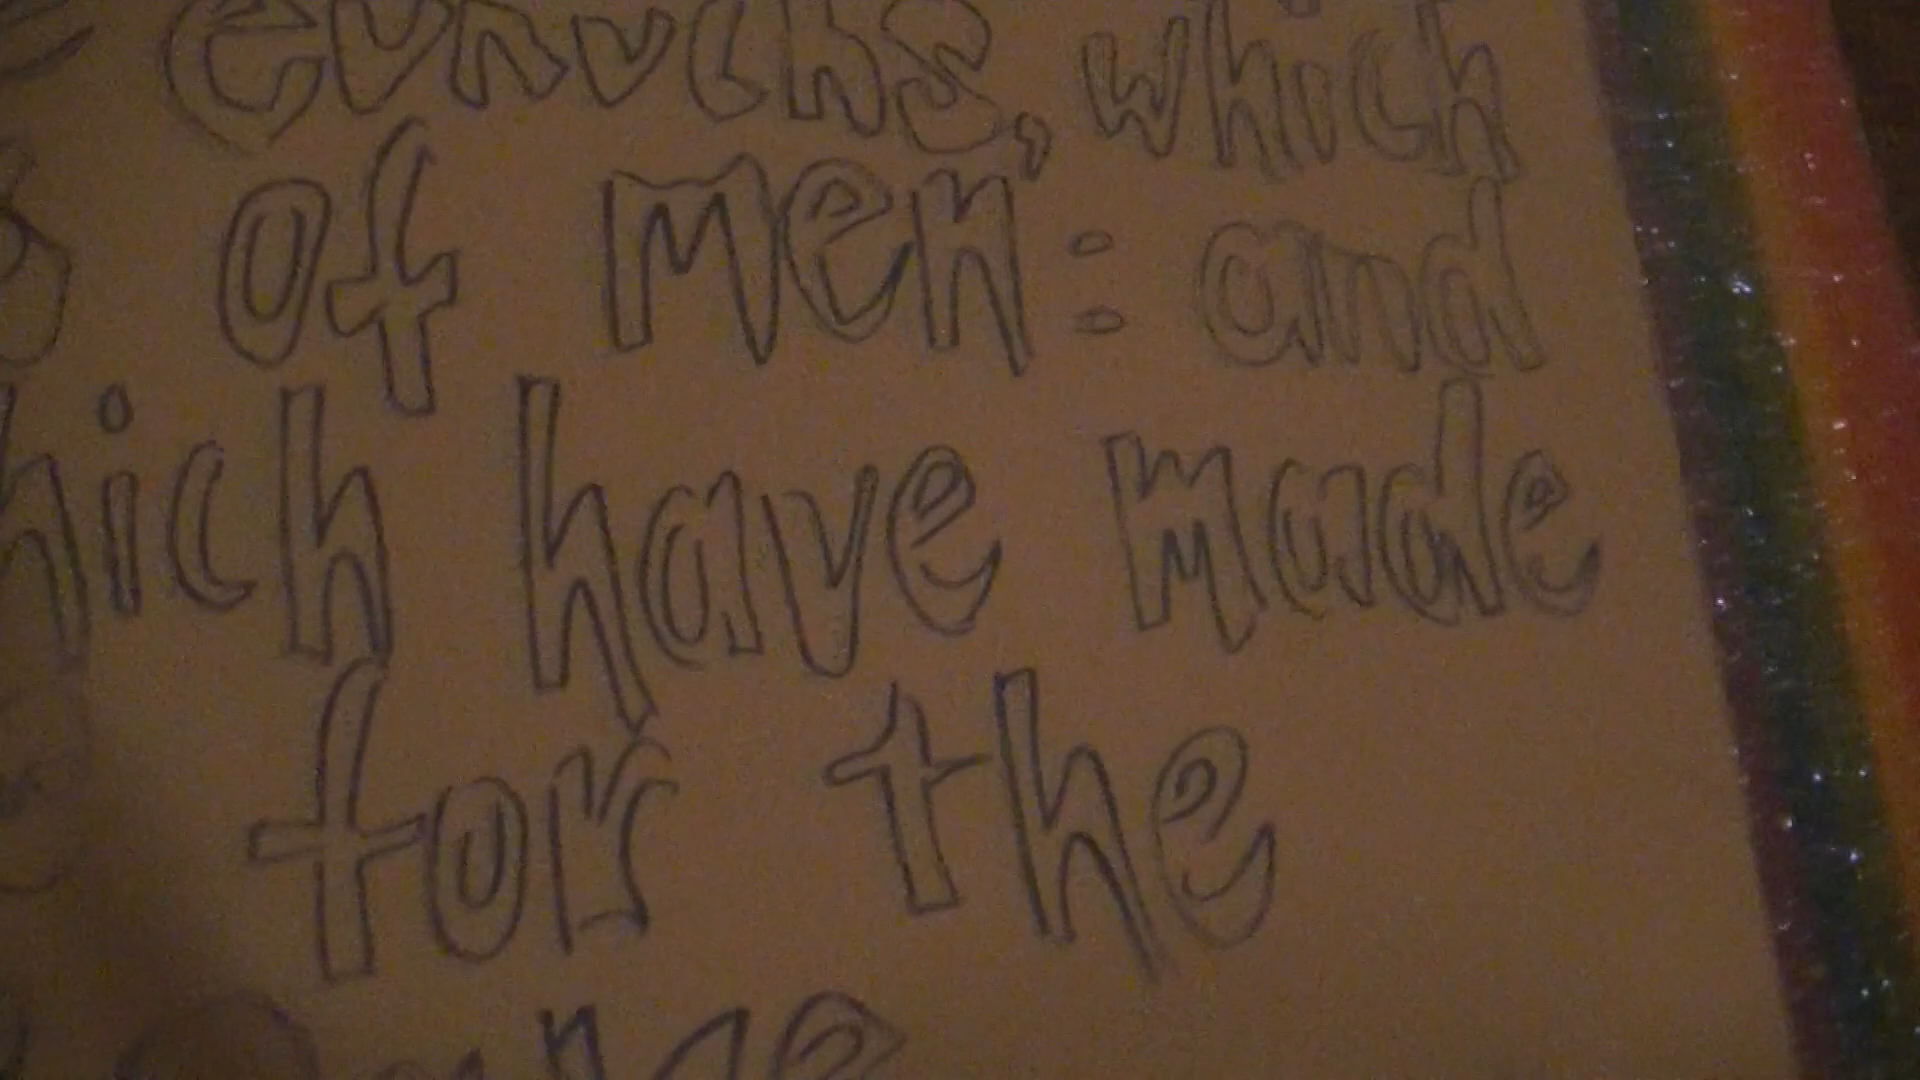 eunuchs, which
of men: and
hich have made
for the